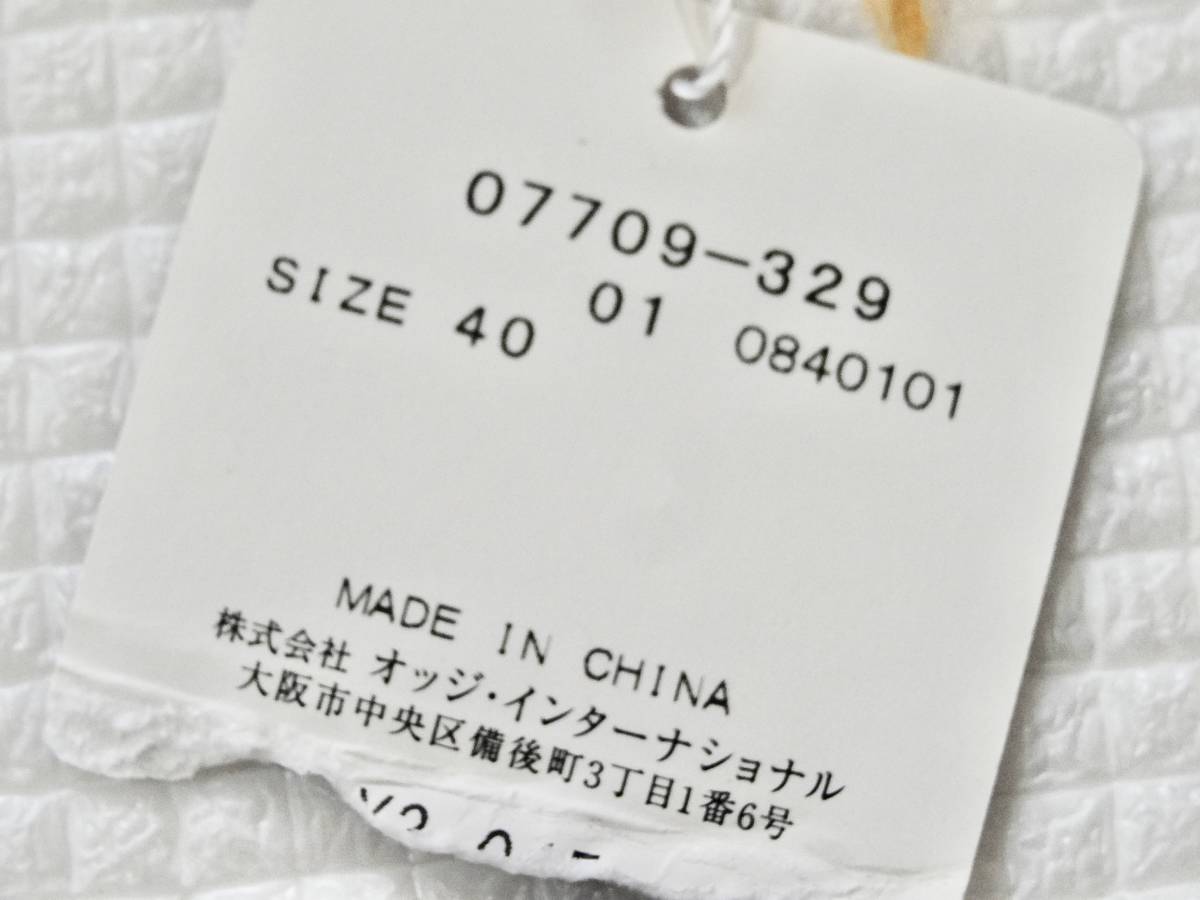 07709-329
SIZE 40 01 0840101
MADE IN CHINA
株式会社 オッジ・インターナショナル
大阪市中央区備後町3丁目1番6号